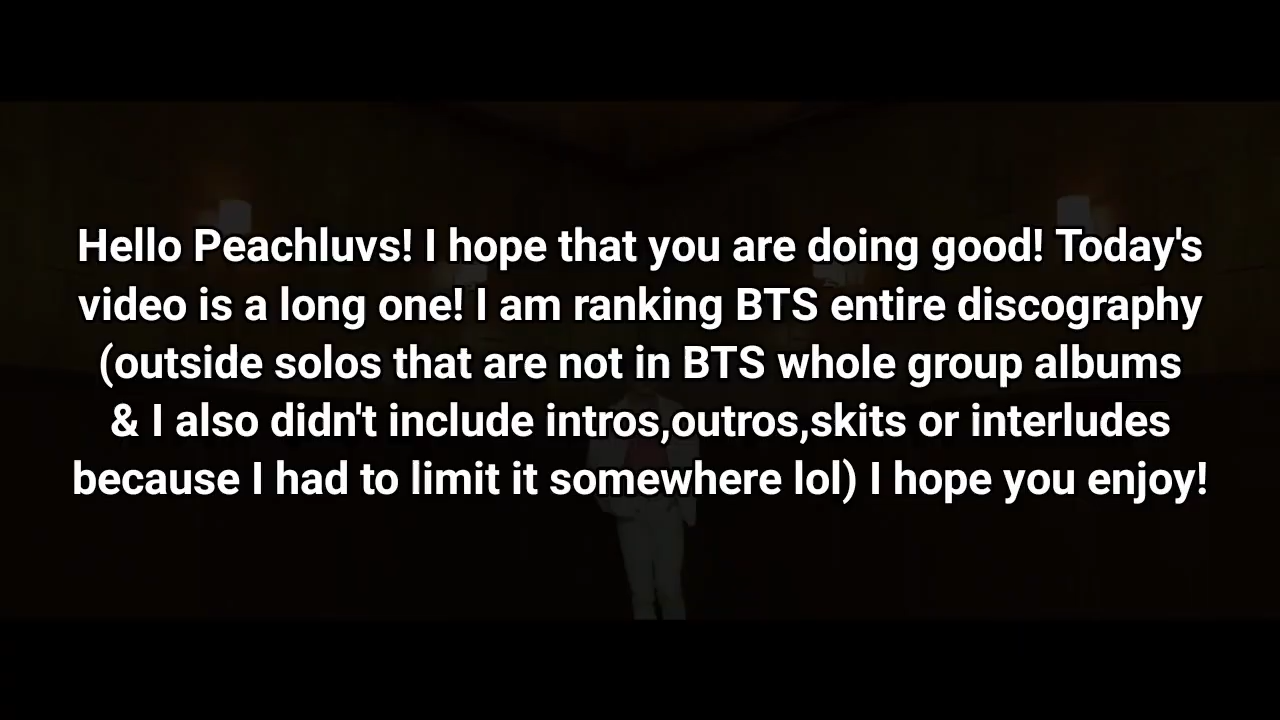 Hello Peachluvs! I hope that you are doing good! Today's
video is a long one! I am ranking BTS entire discography
(outside solos that are not in BTS whole group albums
& I also didn't include intros,outros,skits or interludes
because I had to limit it somewhere lol) I hope you enjoy!